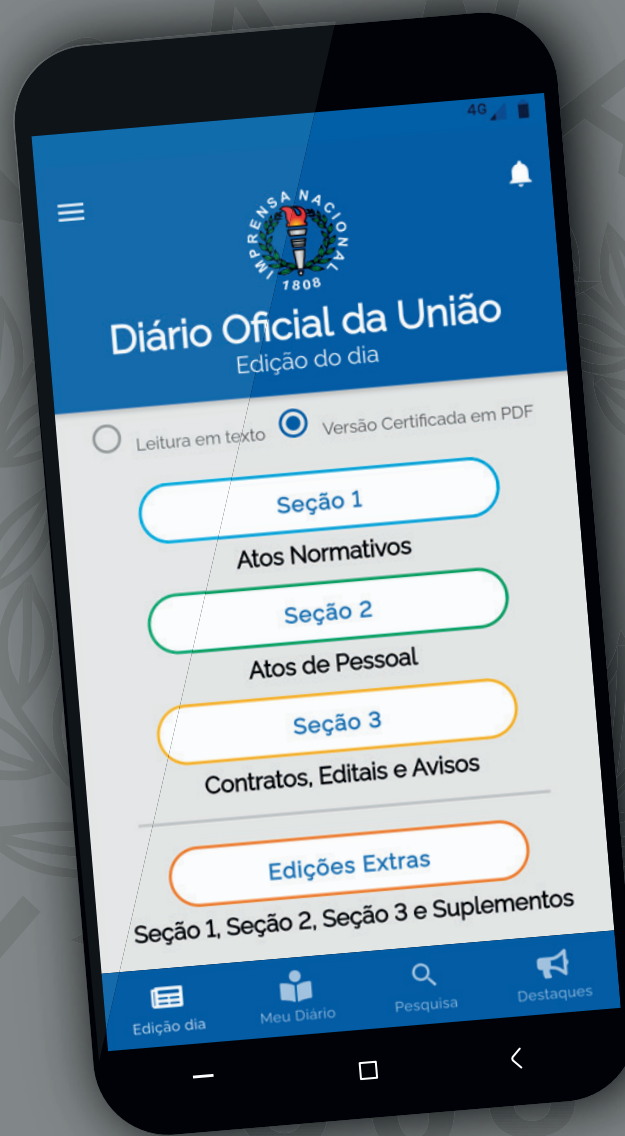 4G
IMPRENSA NACIONAL
1808
Diário Oficial da União
Edição do dia
Leitura em texto Versão Certificada em PDF
Seção 1
Atos Normativos
Seção 2
Atos de Pessoal
Seção 3
Contratos, Editais e Avisos
Edições Extras
Seção 1, Seção 2, Seção 3 e Suplementos
Edição dia Meu Diário Pesquisa Destaques